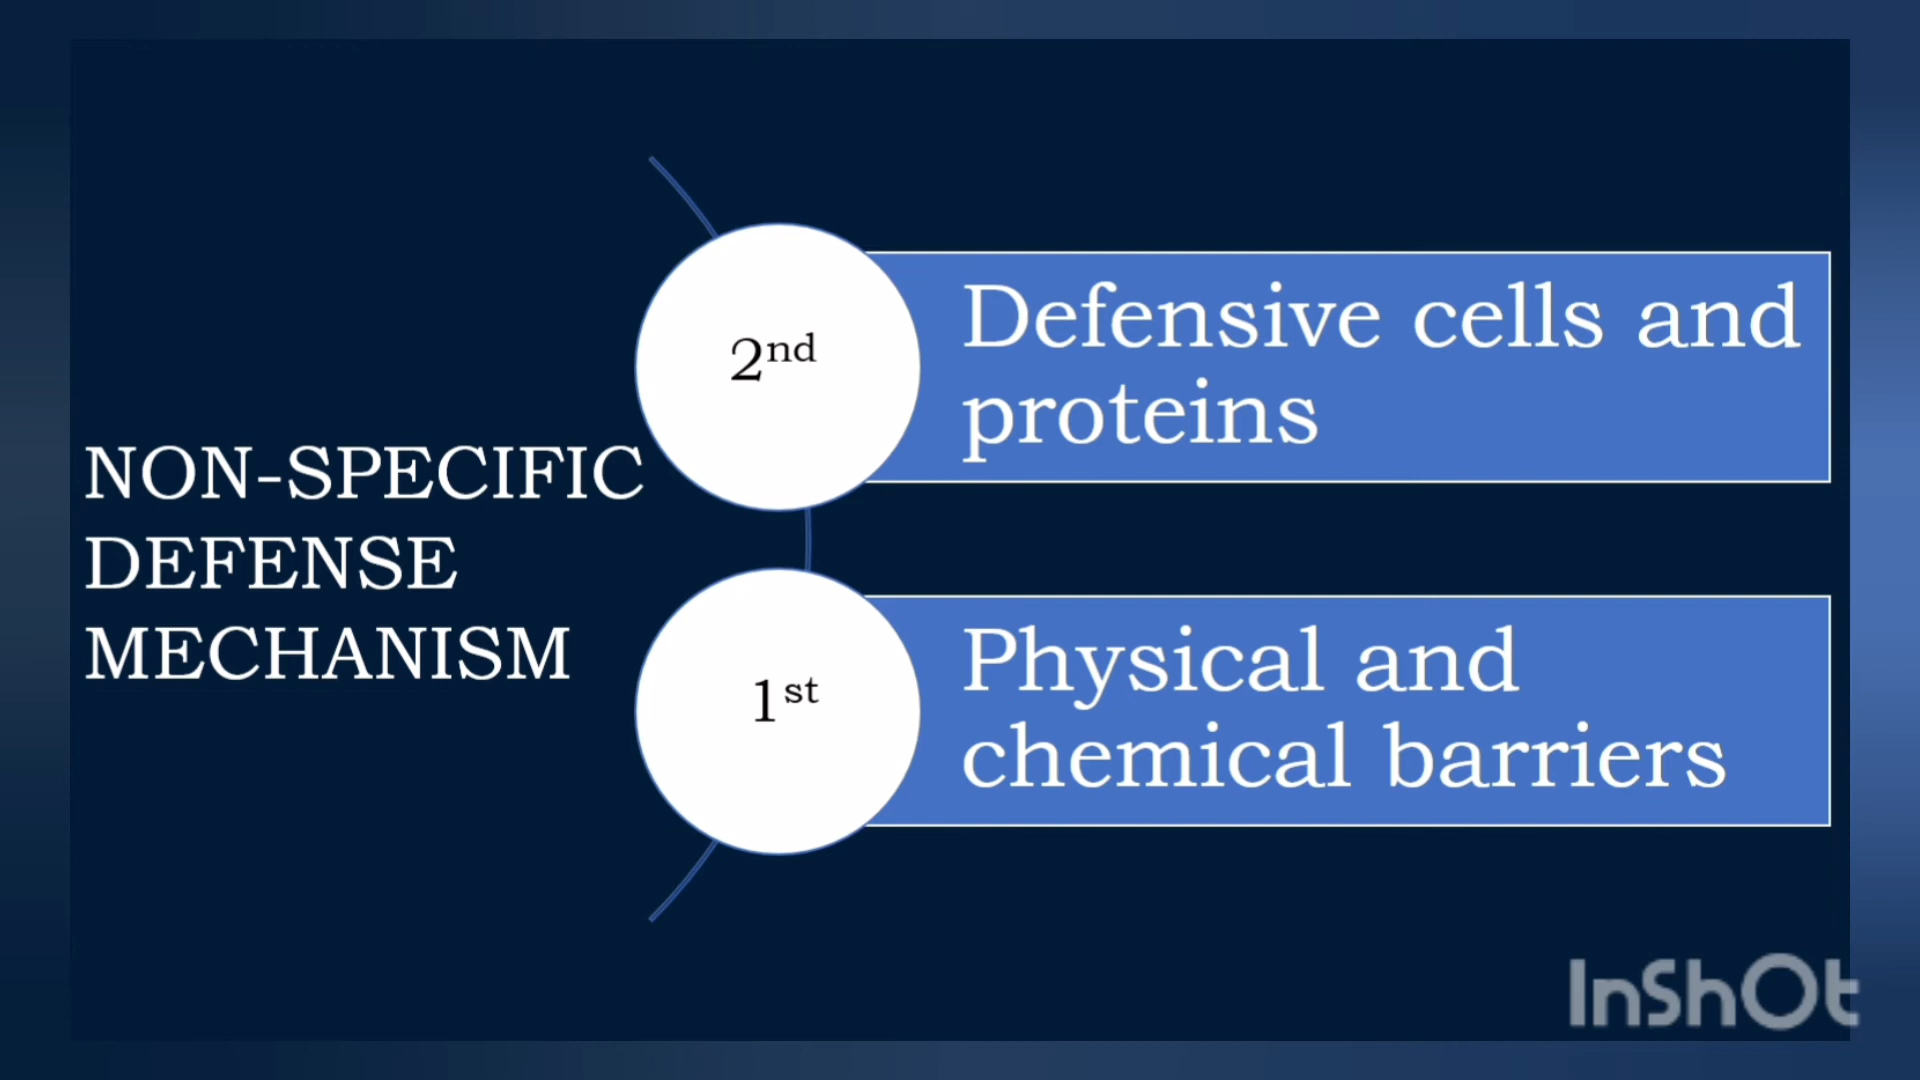 NON-SPECIFIC
DEFENSE
MECHANISM
2nd
Defensive cells and
proteins
1st
Physical and
chemical barriers
InShOt